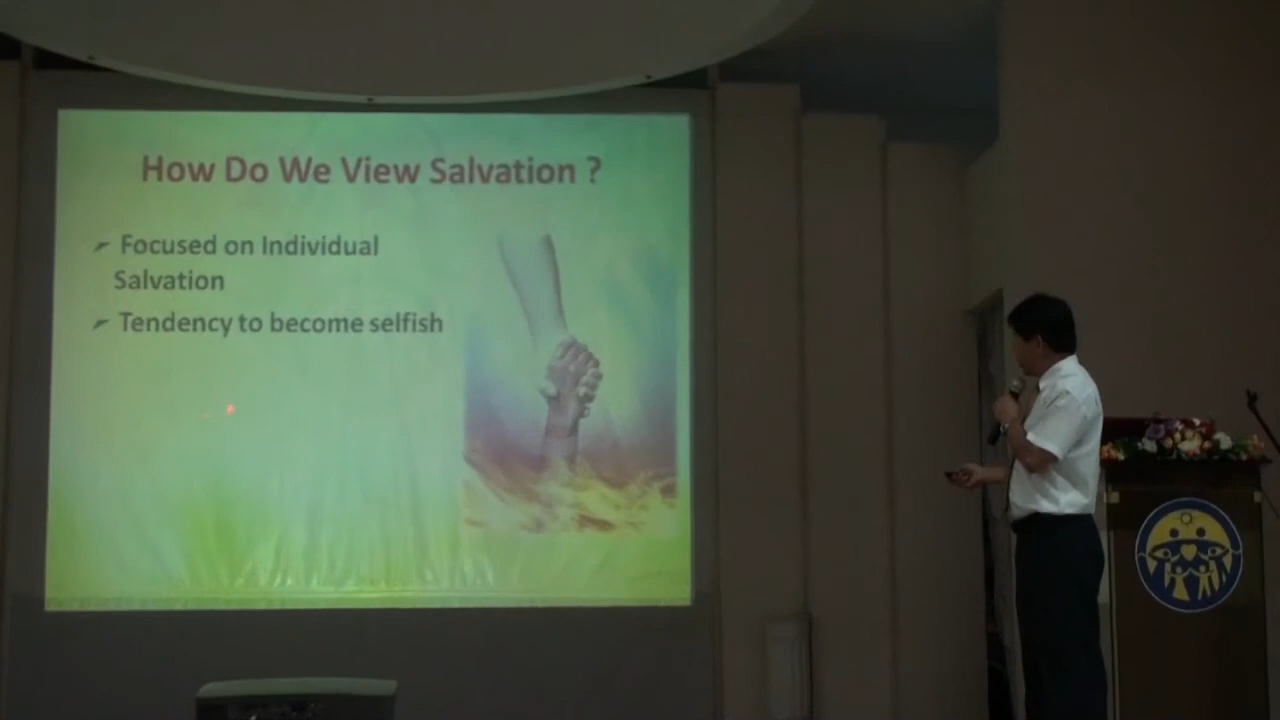 How Do We View Salvation ?
Focused on Individual
Salvation
Tendency to become selfish